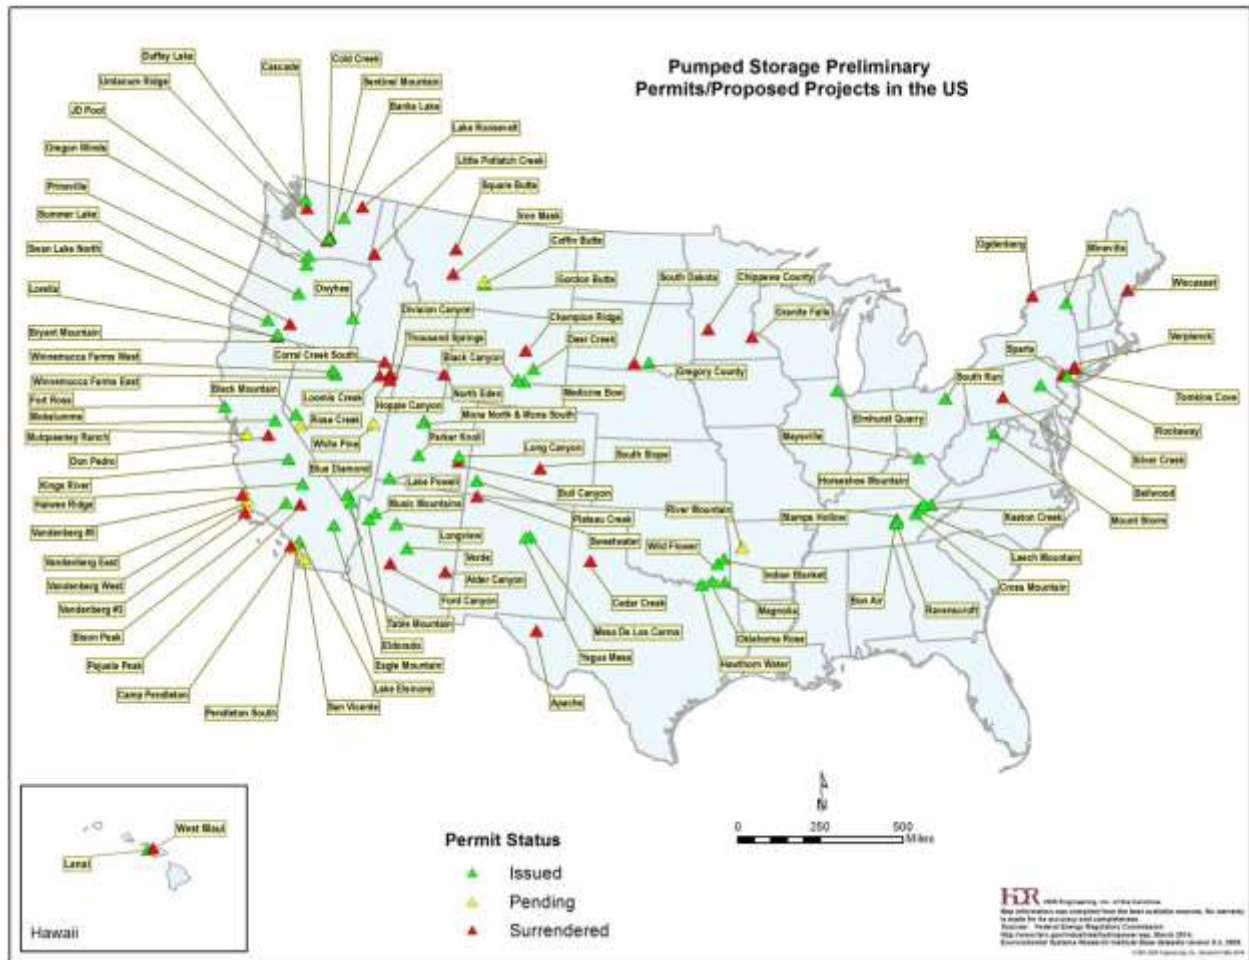 Pumped Storage Preliminary
Permits/Proposed Projects in the US
Duffey Lake
Cascade
Cold Creek
Umtanum Ridge
Sentinel Mountain
JD Pool
Banks Lake
Lake Roosevelt
Oregon Winds
Little Potlatch Creek
Prineville
Square Butte
Summer Lake
Iron Mask
Swan Lake North
Coffin Butte
Ogdenberg
Mineville
Gordon Butte
South Dakota
Chippewa County
Wiscasset
Lorella
Owyhee
Division Canyon
Champion Ridge
Granite Falls
Bryant Mountain
Thousand Springs
Deer Creek
Verplanck
Winnemucca Farms West
Corral Creek South
Black Canyon
Sparta
Winnemucca Farms East
Gregory County
South Run
Black Mountain
Loomis Creek
North Eden
Medicine Bow
Tomkins Cove
Fort Ross
Rose Creek
Hoppie Canyon
Mona North & Mona South
Elmhurst Quarry
Mokelumne
Mulqueeney Ranch
White Pine
Parker Knoll
Long Canyon
Maysville
Rockaway
Don Pedro
South Slope
Silver Creek
Kings River
Blue Diamond
Lake Powell
Bull Canyon
Horseshoe Mountain
Bellwood
Haiwee Ridge
Music Mountains
River Mountain
Stamps Hollow
Keaton Creek
Mount Storm
Vandenberg #6
Longview
Plateau Creek
Sweetwater
Wild Flower
Leech Mountain
Vandenberg East
Verde
Indian Blanket
Cross Mountain
Vandenberg West
Alder Canyon
Vandenberg #3
Ford Canyon
Cedar Creek
Magnolia
Bon Air
Ravenscroft
Bison Peak
Table Mountain
Mesa De Los Carros
Oklahoma Rose
Pajuela Peak
Eldorado
Yegua Mesa
Hawthorn Water
Eagle Mountain
Camp Pendleton
Lake Elsinore
Pendleton South
San Vicente
Apache
West Maui
Lanai
Hawaii
N
0 250 500
Miles
Permit Status
Issued
Pending
Surrendered
HDR